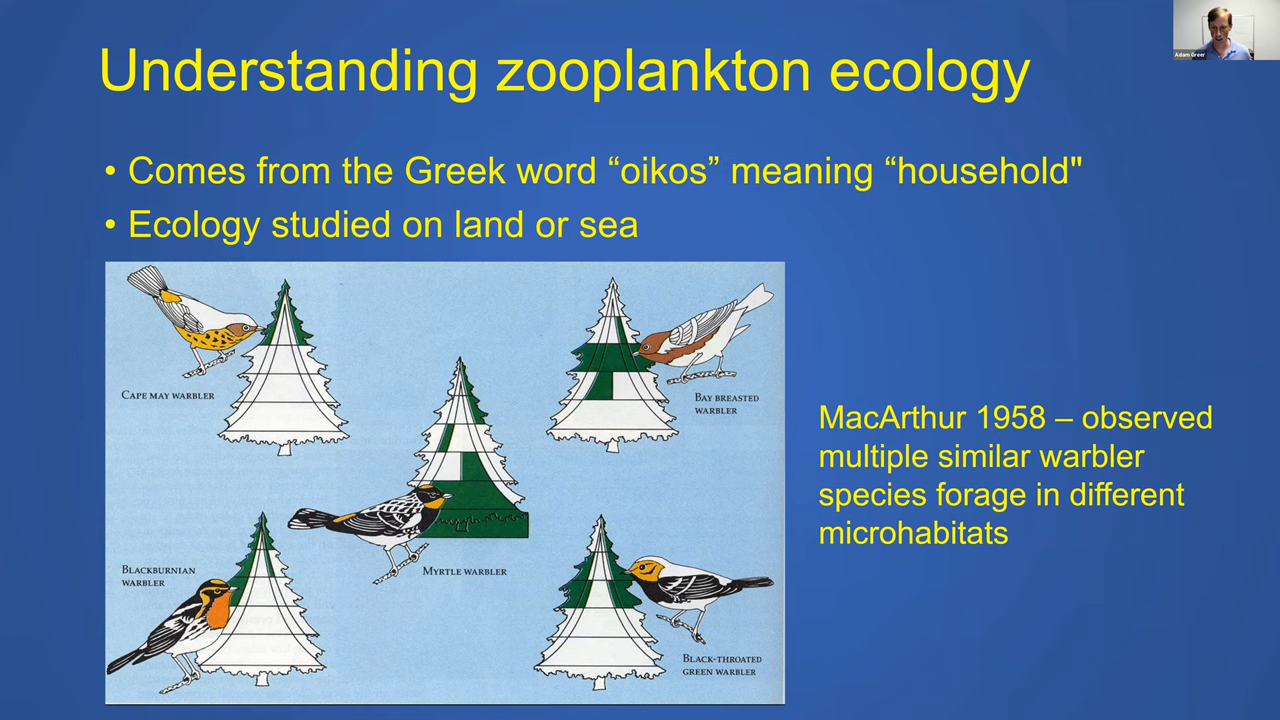 Adam Greer
Understanding zooplankton ecology
• Comes from the Greek word “oikos” meaning “household"
• Ecology studied on land or sea
CAPE MAY WARBLER
BAY BREASTED
WARBLER
MYRTLE WARBLER
BLACKBURNIAN
WARBLER
BLACK-THROATED
GREEN WARBLER
MacArthur 1958 – observed
multiple similar warbler
species forage in different
microhabitats